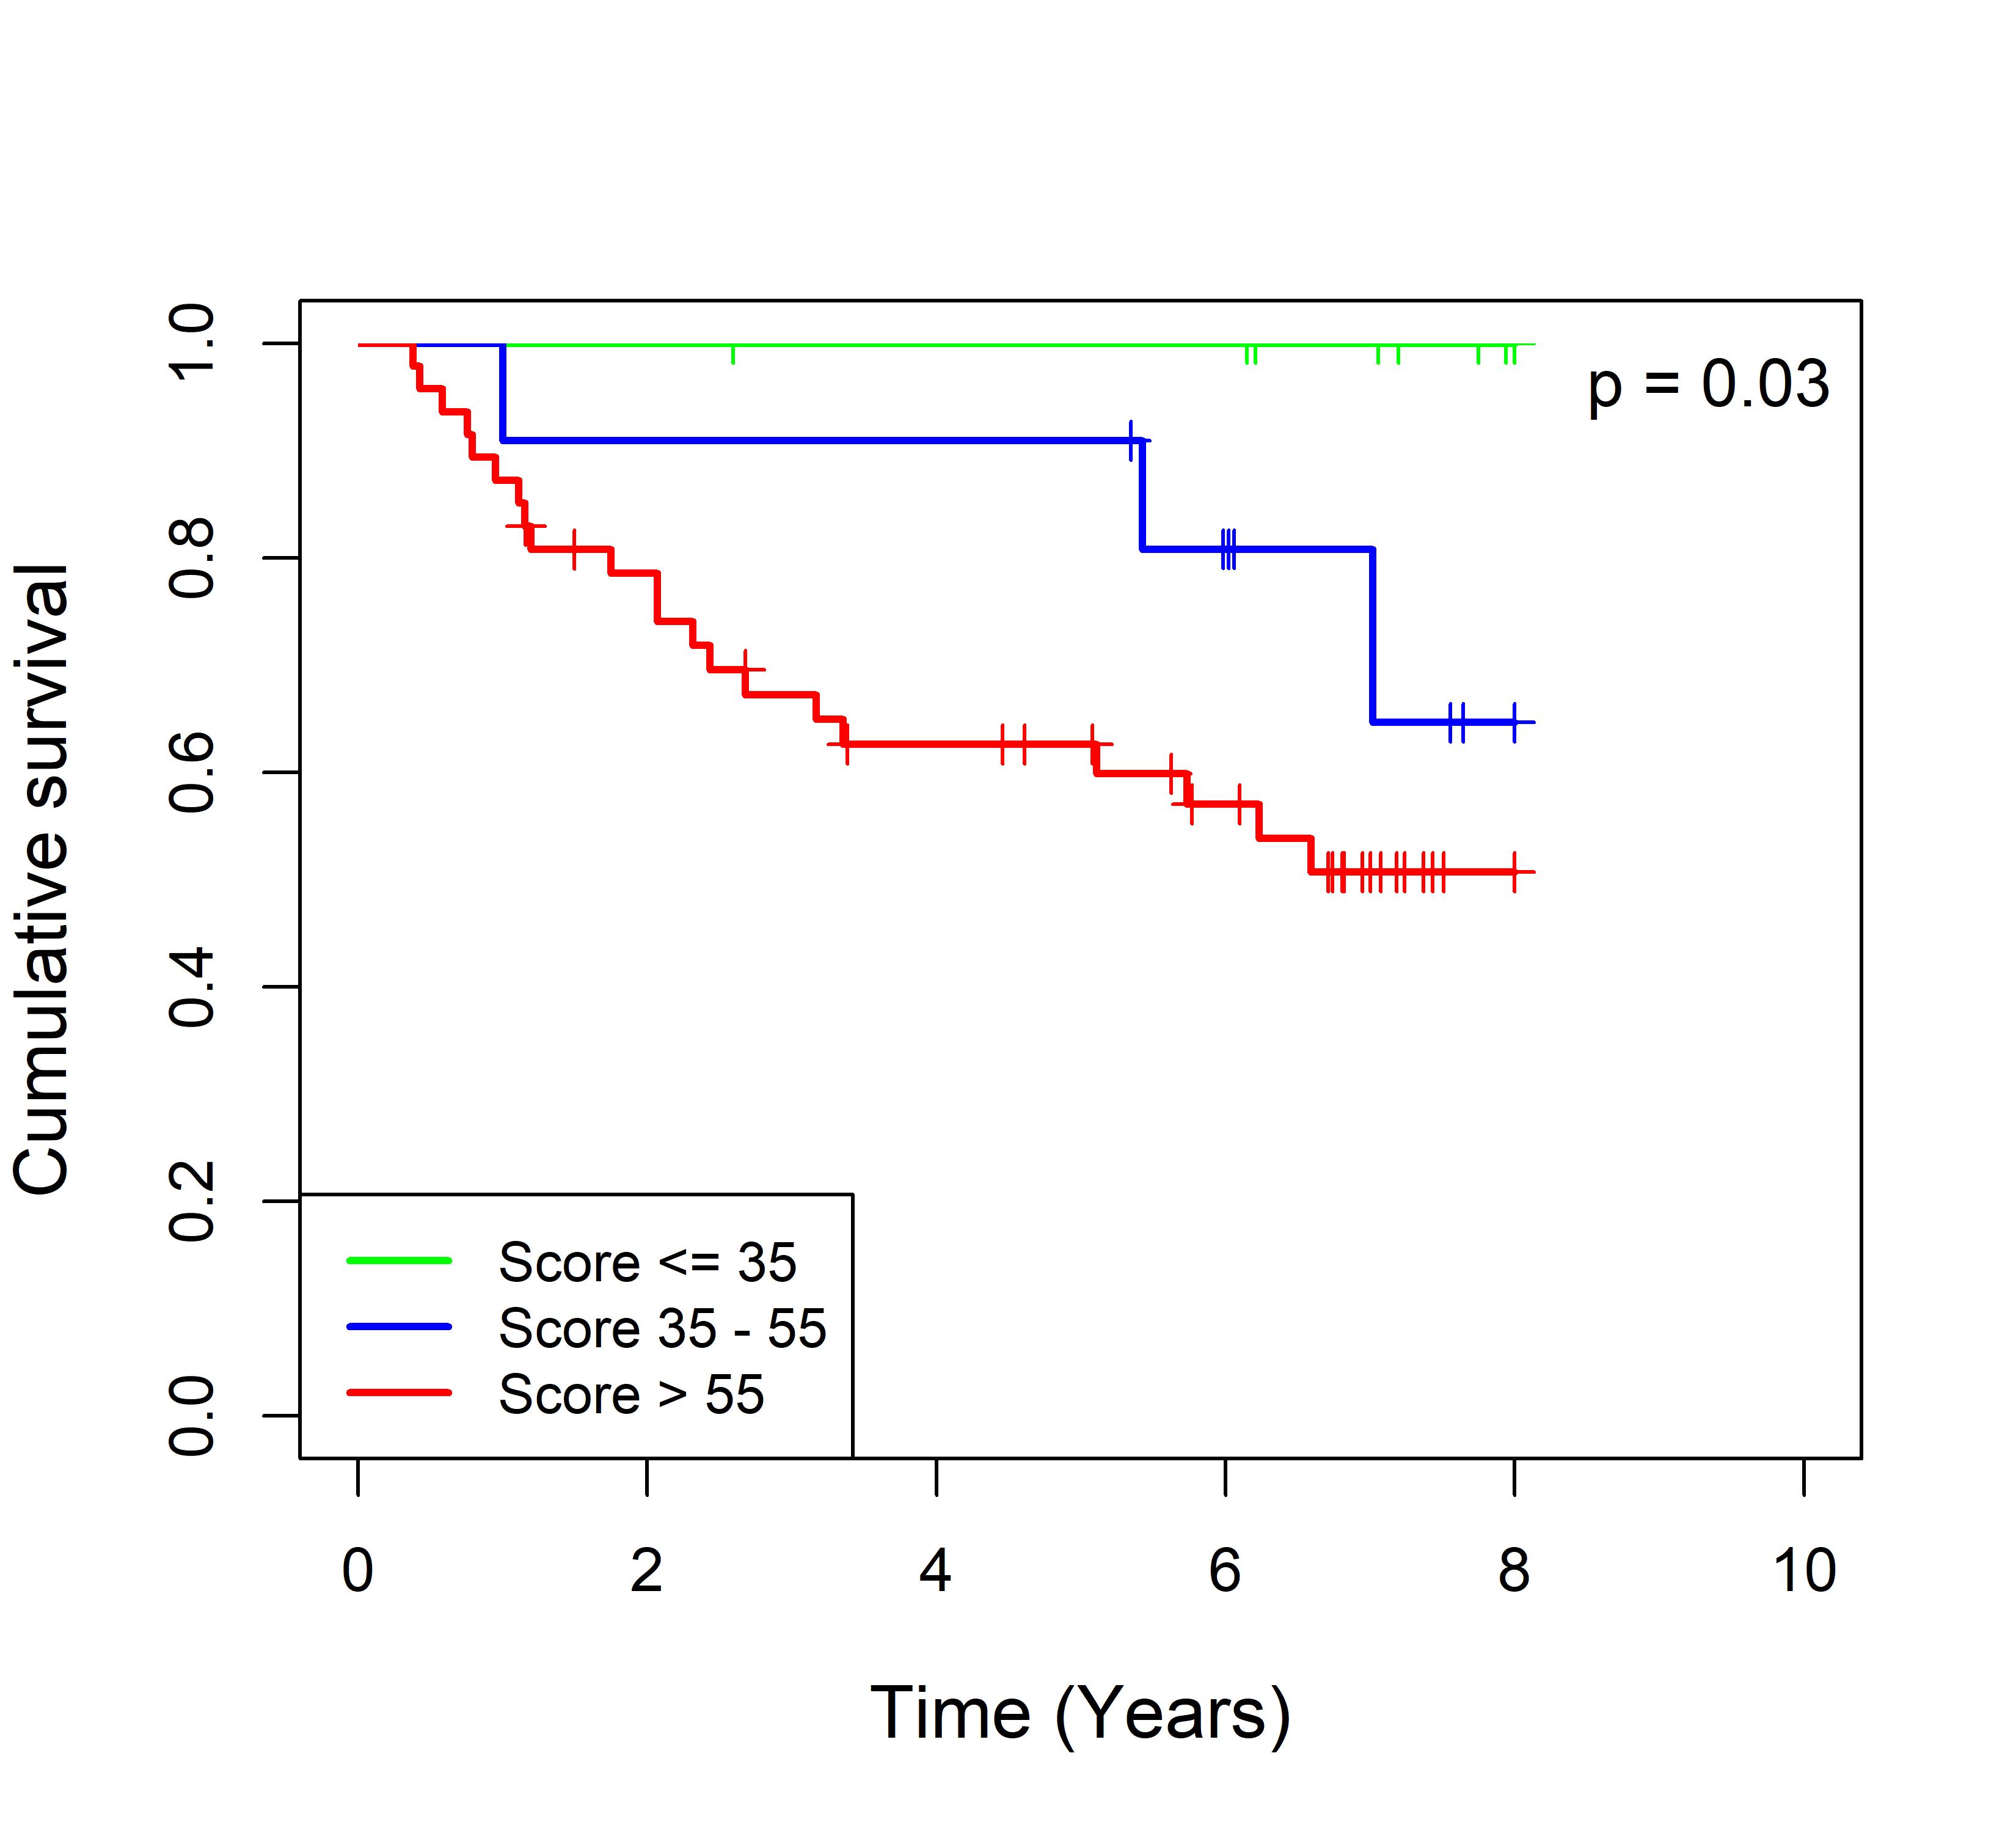 p = 0.03
Cumulative survival
1.0
0.8
0.6
0.4
0.2
0.0
Score <= 35
Score 35 - 55
Score > 55
0 2 4 6 8 10
Time (Years)